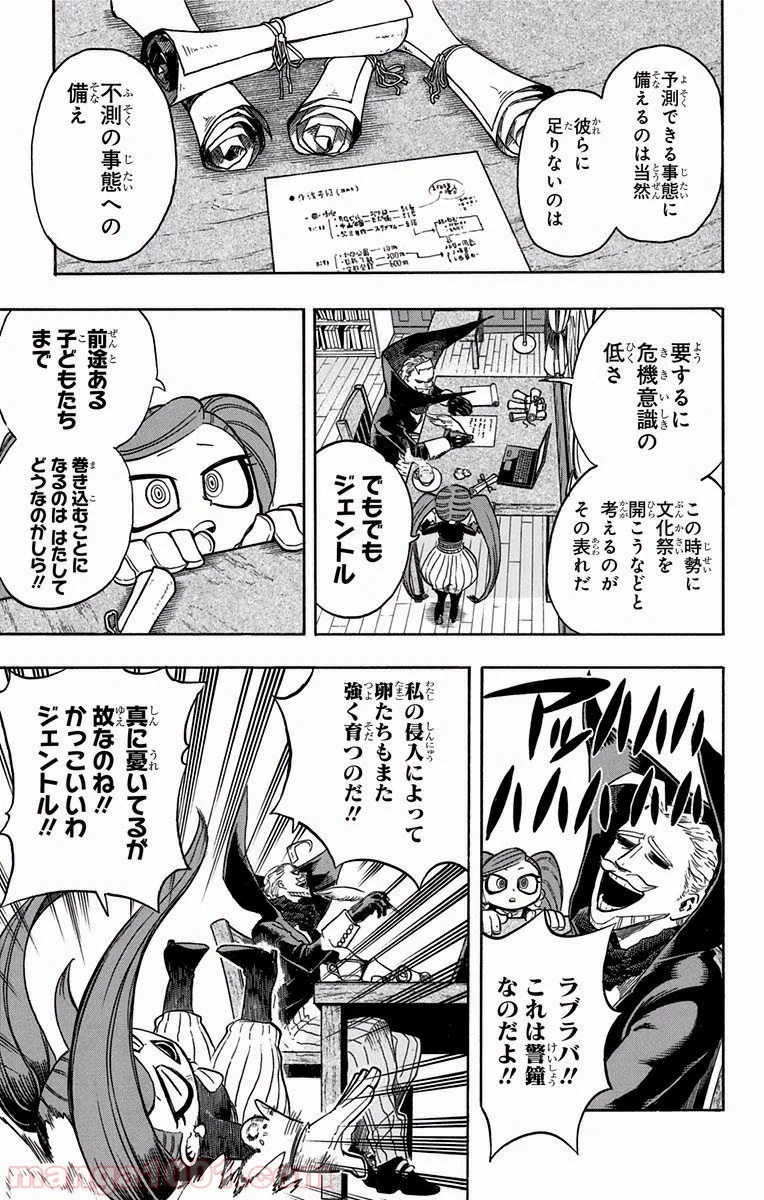 予測できる事態に
備えるのは当然
彼らに
足りないのは
不測の事態への
備え
要するに
危機意識の
低さ
この時勢に
文化祭を
開こうなどと
考えるのが
その表れだ
でもでも
ジェントル
前途ある
子どもたち
まで
巻き込むことに
なるのは はたして
どうなのかしら!!
アッハハハハ
ハハハハ
ラブラバ!!
これは警鐘
なのだよ!!
私の侵入によって
卵たちもまた
強く育つのだ!!
真に憂いてるが
故なのね!!
かっこいいわ
ジェントル!!